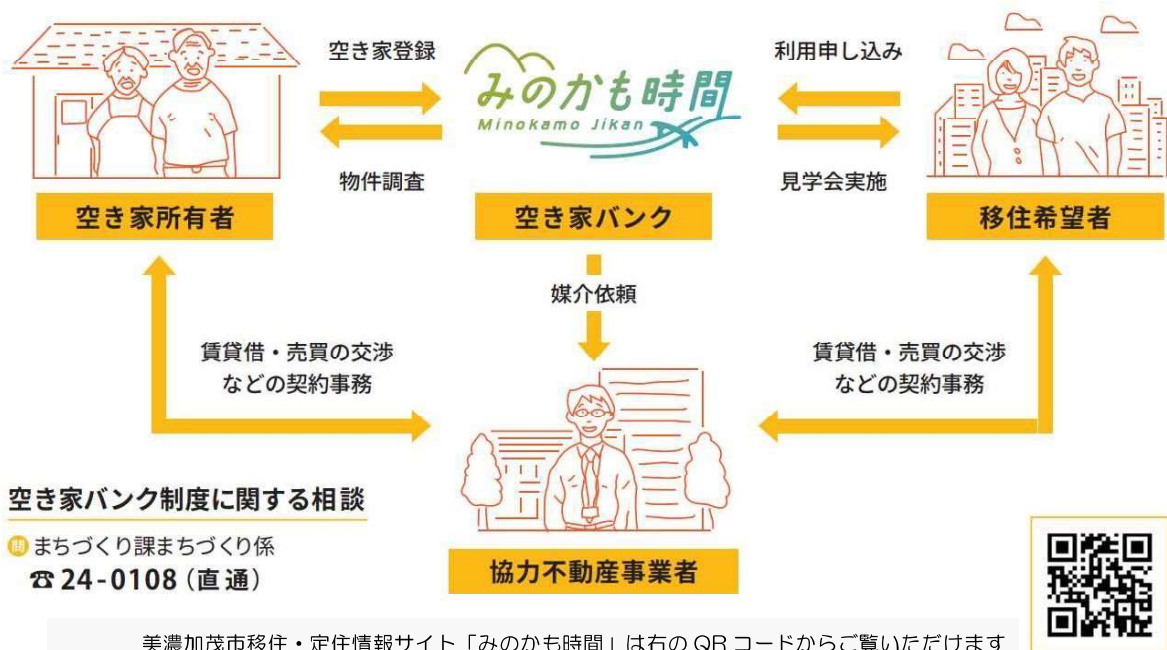 空き家登録
物件調査
みのかも時間
Minokamo Jikan
利用申し込み
見学会実施
空き家所有者
空き家バンク
移住希望者
媒介依頼
賃貸借・売買の交渉
などの契約事務
賃貸借・売買の交渉
などの契約事務
空き家バンク制度に関する相談
問 まちづくり課まちづくり係
☎24-0108（直通）
協力不動産事業者
美濃加茂市移住・定住情報サイト「みのかも時間」は右の QR コードからご覧いただけます